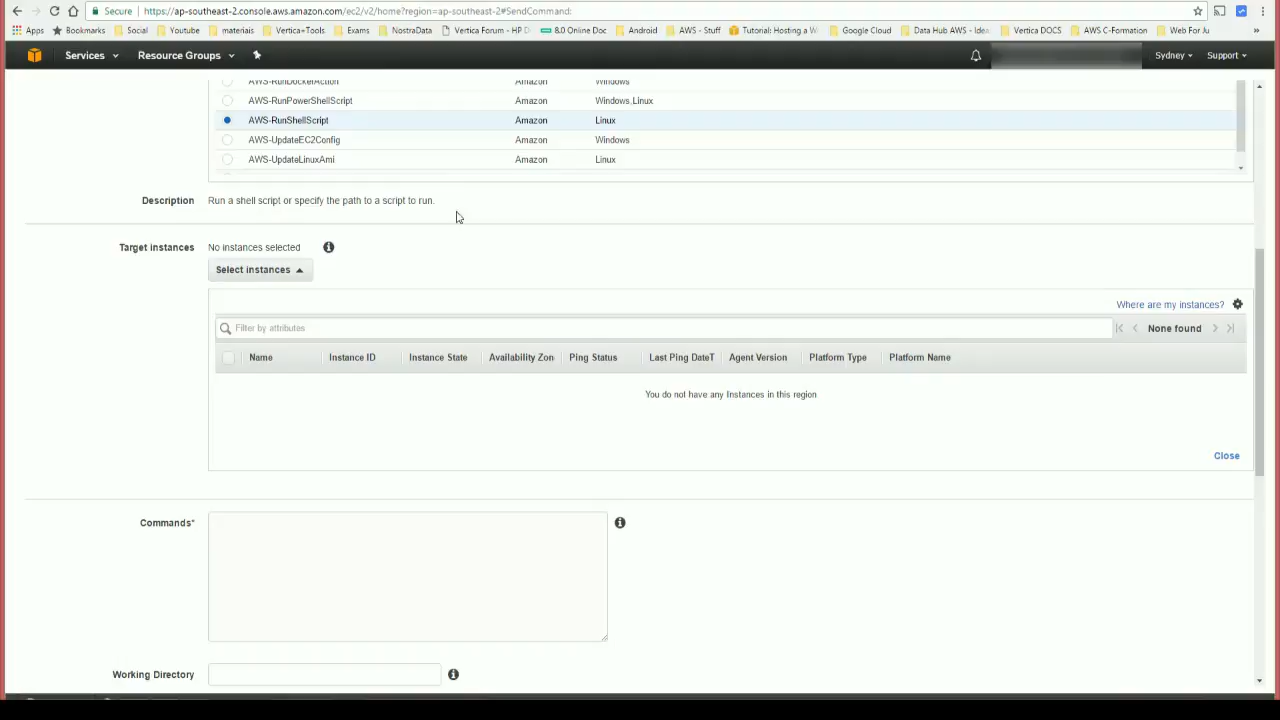 Secure
https://ap-southeast-2.console.aws.amazon.com/ec2/v2/home?region=ap-southeast-2#SendCommand:
Apps Bookmarks Social Youtube materiais Vertica+Tools Exams NostraData Vertica Forum - HP D 8.0 Online Doc Android AWS - Stuff Tutorial: Hosting a W Google Cloud Data Hub AWS - Idea Vertica DOCS AWS C-Formation Web For Ju »
Services Resource Groups Sydney Support
AWS-RunDockerAction Amazon Windows
AWS-RunPowerShellScript Amazon Windows,Linux
AWS-RunShellScript Amazon Linux
AWS-UpdateEC2Config Amazon Windows
AWS-UpdateLinuxAmi Amazon Linux
Description Run a shell script or specify the path to a script to run.
Target instances No instances selected
Select instances
Where are my instances?
Filter by attributes None found
Name Instance ID Instance State Availability Zon Ping Status Last Ping DateT Agent Version Platform Type Platform Name
You do not have any Instances in this region
Close
Commands*
Working Directory